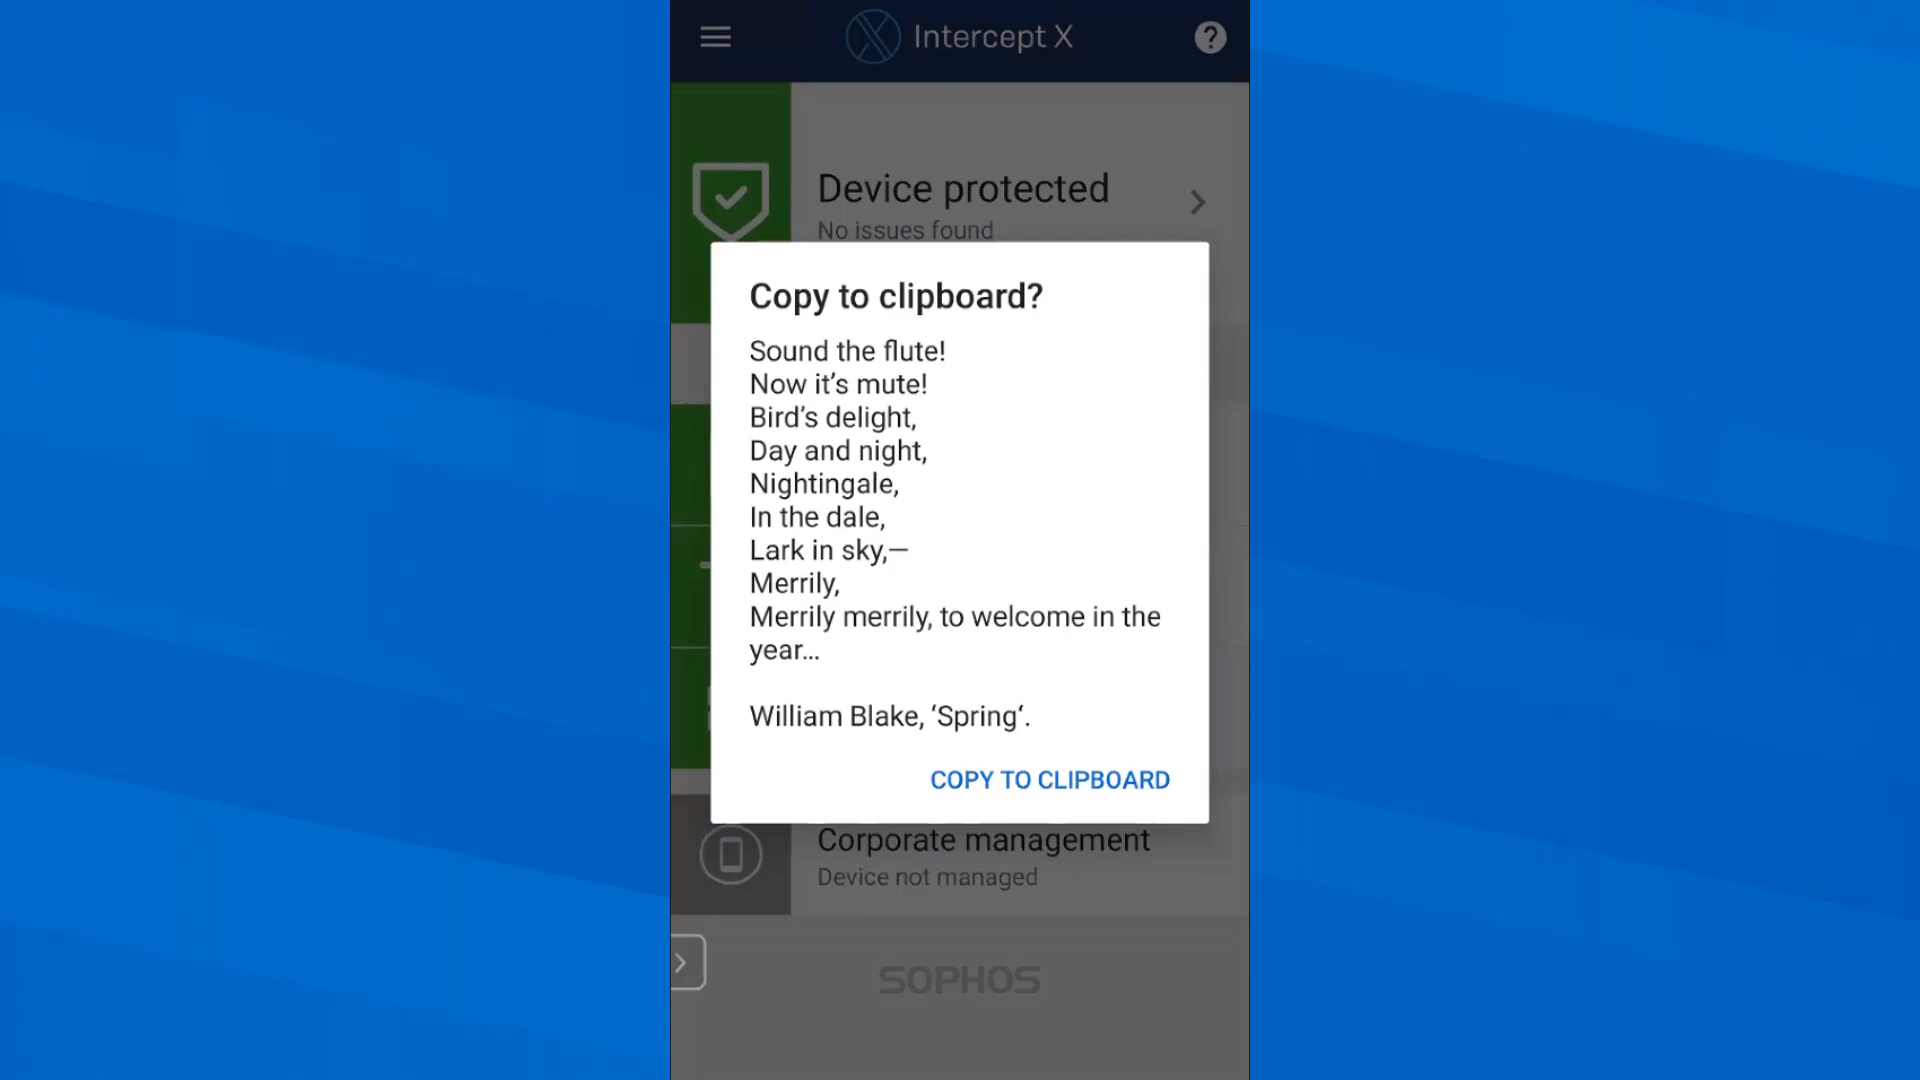 Intercept X
Device protected
No issues found
Copy to clipboard?
Sound the flute!
Now it’s mute!
Bird’s delight,
Day and night,
Nightingale,
In the dale,
Lark in sky,—
Merrily,
Merrily merrily, to welcome in the
year…
William Blake, ‘Spring‘.
COPY TO CLIPBOARD
Corporate management
Device not managed
SOPHOS